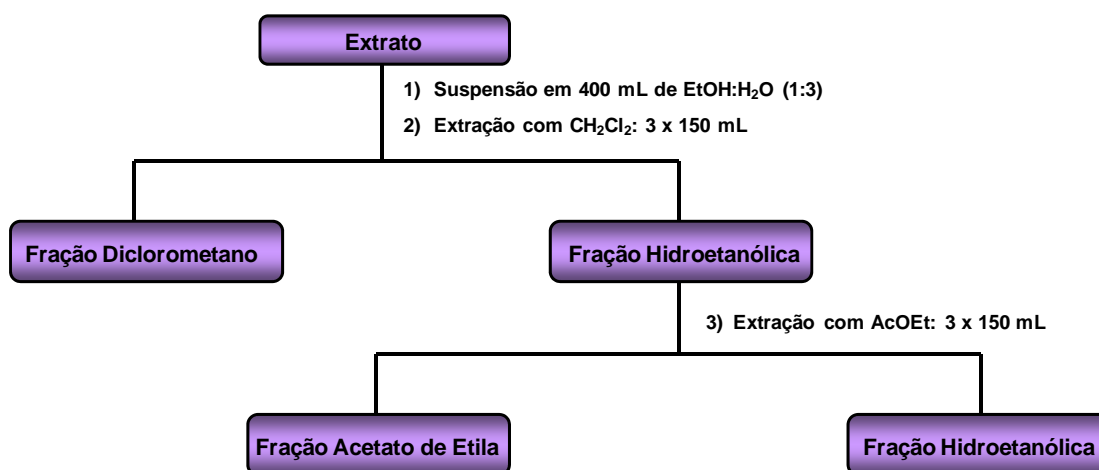 Extrato
1) Suspensão em 400 mL de EtOH:H₂O (1:3)
2) Extração com CH₂Cl₂: 3 x 150 mL
Fração Diclorometano
Fração Hidroetanólica
3) Extração com AcOEt: 3 x 150 mL
Fração Acetato de Etila
Fração Hidroetanólica